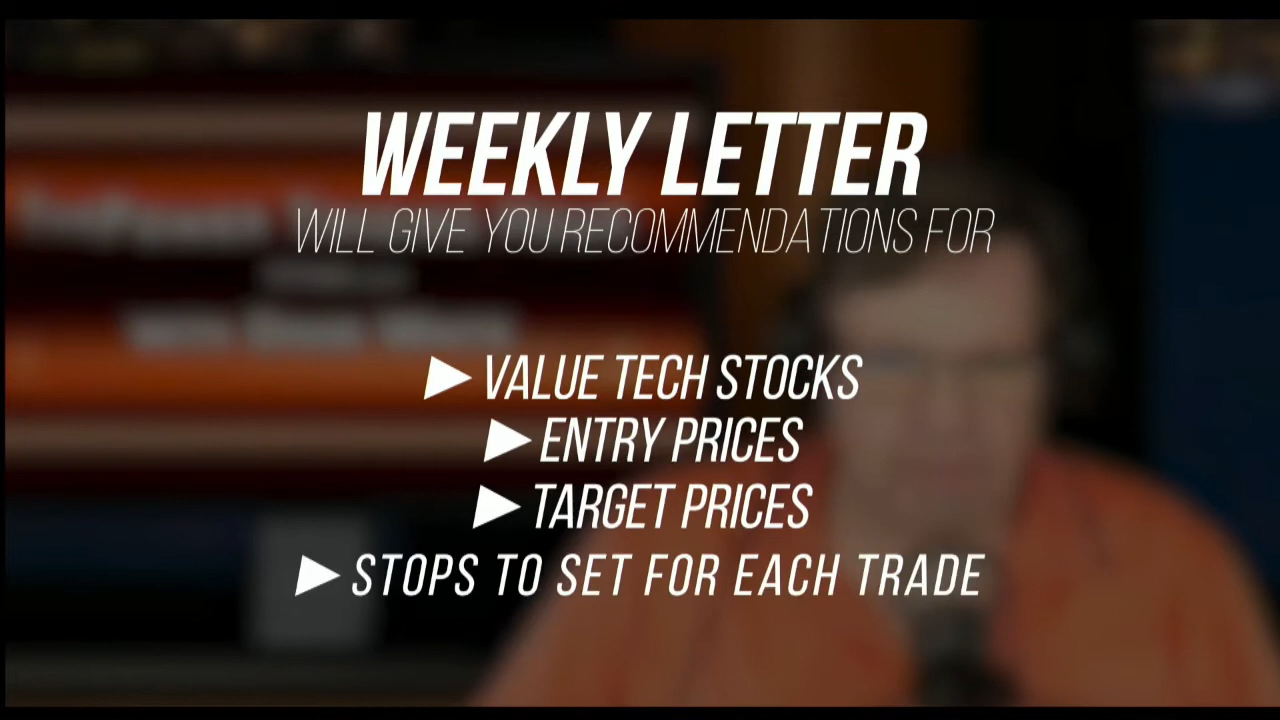 WEEKLY LETTER
WILL GIVE YOU RECOMMENDATIONS FOR
▶ VALUE TECH STOCKS
▶ ENTRY PRICES
▶ TARGET PRICES
▶ STOPS TO SET FOR EACH TRADE